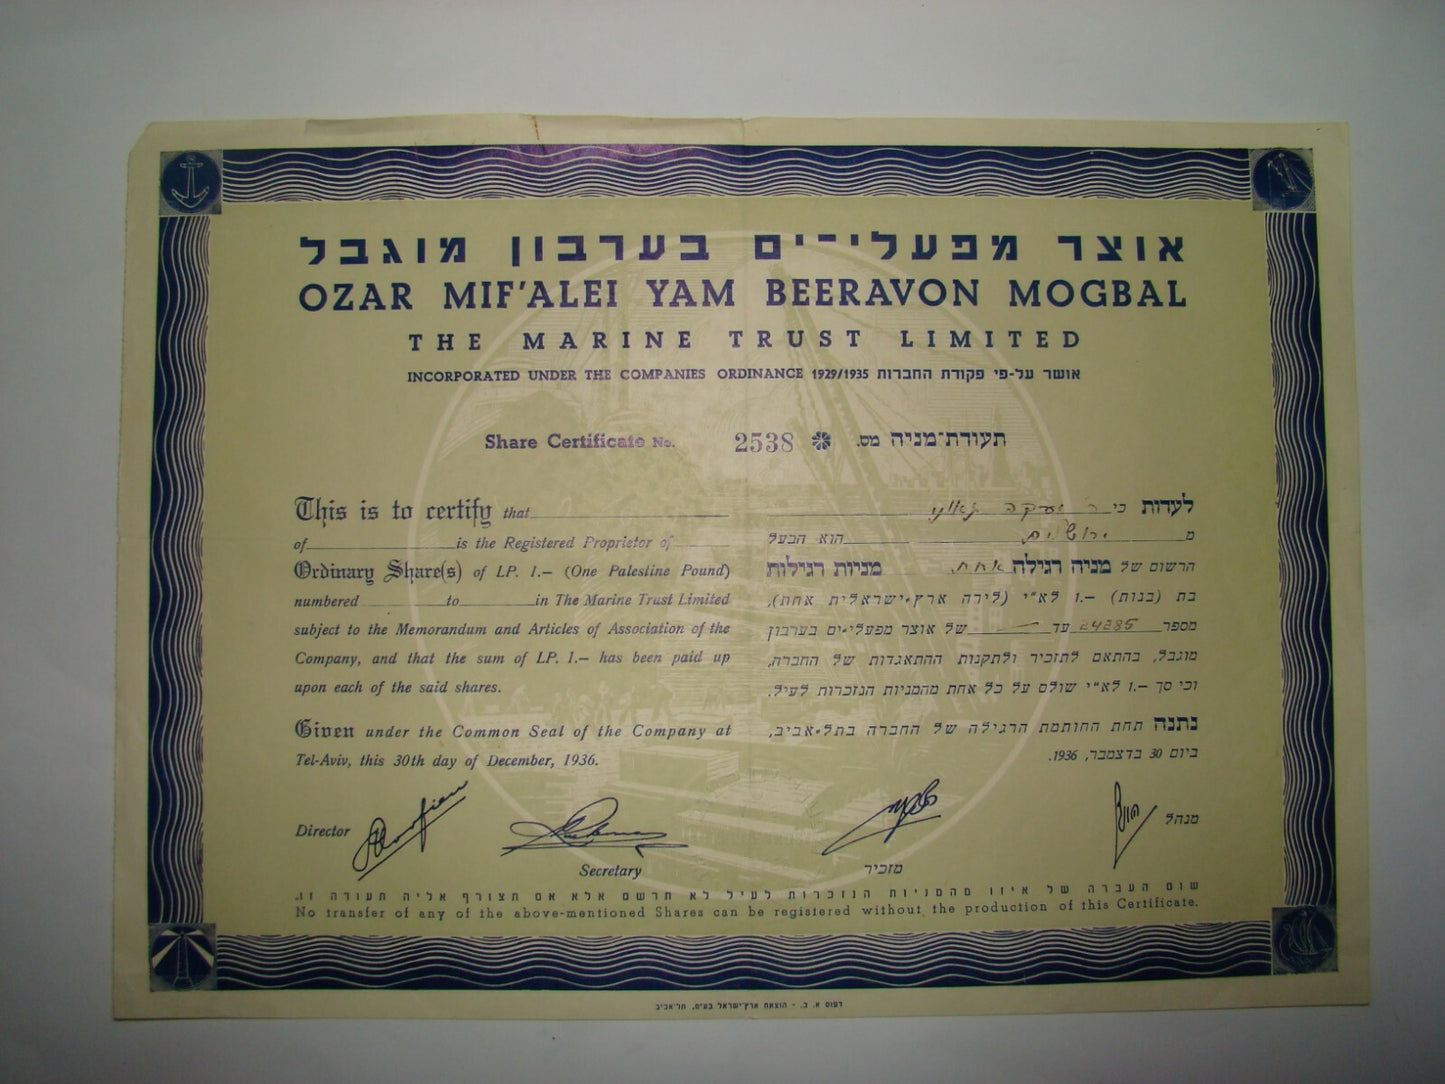 אוצר מפעלי־ים בערבון מוגבל
OZAR MIF'ALEI YAM BEERAVON MOGBAL
THE MARINE TRUST LIMITED
INCORPORATED UNDER THE COMPANIES ORDINANCE 1929/1935 אושר על-פי פקודת החברות
Share Certificate No. 2538 תעודת־מניה מס.
This is to certify that
of is the Registered Proprietor of
Ordinary Share(s) of LP. 1.– (One Palestine Pound)
numbered to in The Marine Trust Limited
subject to the Memorandum and Articles of Association of the
Company, and that the sum of LP. 1.– has been paid up
upon each of the said shares.
Given under the Common Seal of the Company at
Tel-Aviv, this 30th day of December, 1936.
לעדות כי
מ ירושלים הוא הבעל
הרשום של מניה רגילה אחת מניות רגילות
בת (בנות) –.1 לא"י (לירה ארץ־ישראלית אחת),
מספר 24285 עד של אוצר מפעלי־ים בערבון
מוגבל, בהתאם לתזכיר ולתקנות ההתאגדות של החברה,
וכי סך –.1 לא"י שולם על כל אחת מהמניות הנזכרות לעיל.
נתנה תחת החותמת הרגילה של החברה בתל־אביב,
ביום 30 בדצמבר, 1936.
Director
Secretary
מזכיר
מנהל
שום העברה של איזו מהמניות הנזכרות לעיל לא תרשם אלא אם תצורף אליה תעודה זו.
No transfer of any of the above-mentioned Shares can be registered without the production of this Certificate.
דפוס א. ב. - הוצאת ארץ־ישראל בע"מ, תל־אביב